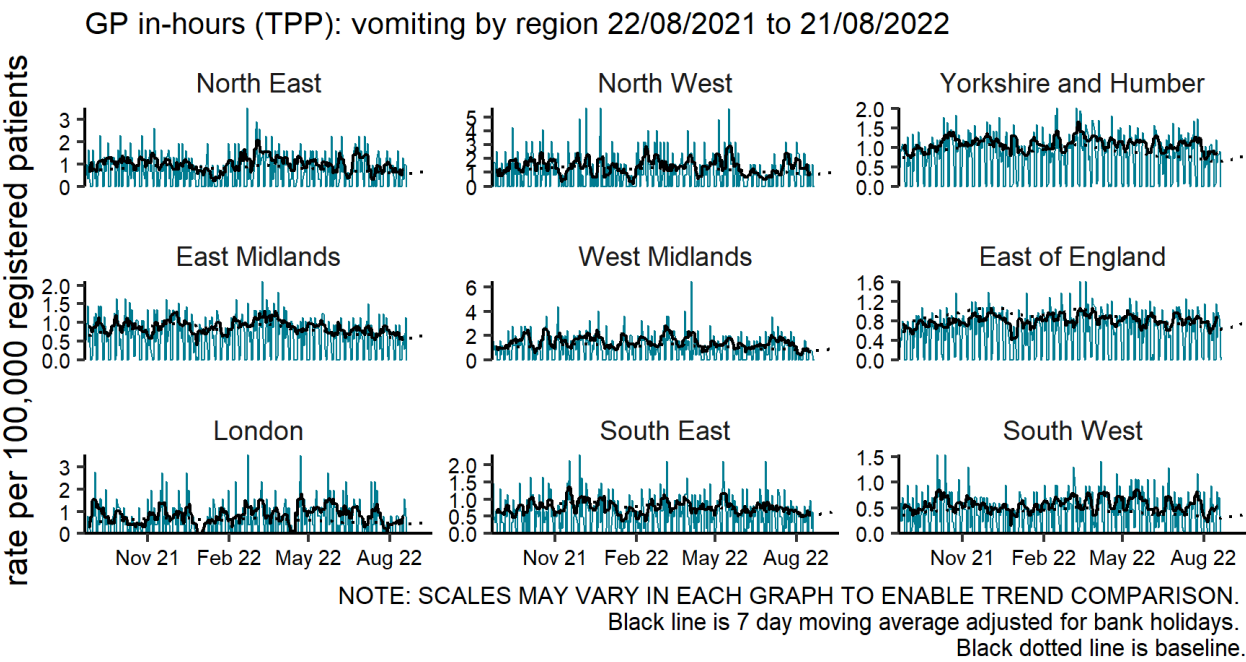 GP in-hours (TPP): vomiting by region 22/08/2021 to 21/08/2022
rate per 100,000 registered patients
North East
3
2
1
0
North West
5
4
3
2
1
0
Yorkshire and Humber
2.0
1.5
1.0
0.5
0.0
East Midlands
2.0
1.5
1.0
0.5
0.0
West Midlands
6
4
2
0
East of England
1.6
1.2
0.8
0.4
0.0
London
3
2
1
0
Nov 21 Feb 22 May 22 Aug 22
South East
2.0
1.5
1.0
0.5
0.0
Nov 21 Feb 22 May 22 Aug 22
South West
1.5
1.0
0.5
0.0
Nov 21 Feb 22 May 22 Aug 22
NOTE: SCALES MAY VARY IN EACH GRAPH TO ENABLE TREND COMPARISON.
Black line is 7 day moving average adjusted for bank holidays.
Black dotted line is baseline.